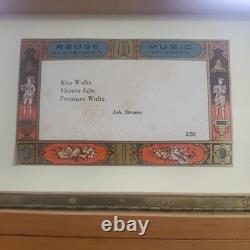 REUGE MUSIC
SAINTE-CROIX SWITZERLAND
Kiss Waltz
Vienna Life
Treasure Waltz
Joh. Strauss
3/50
ebay